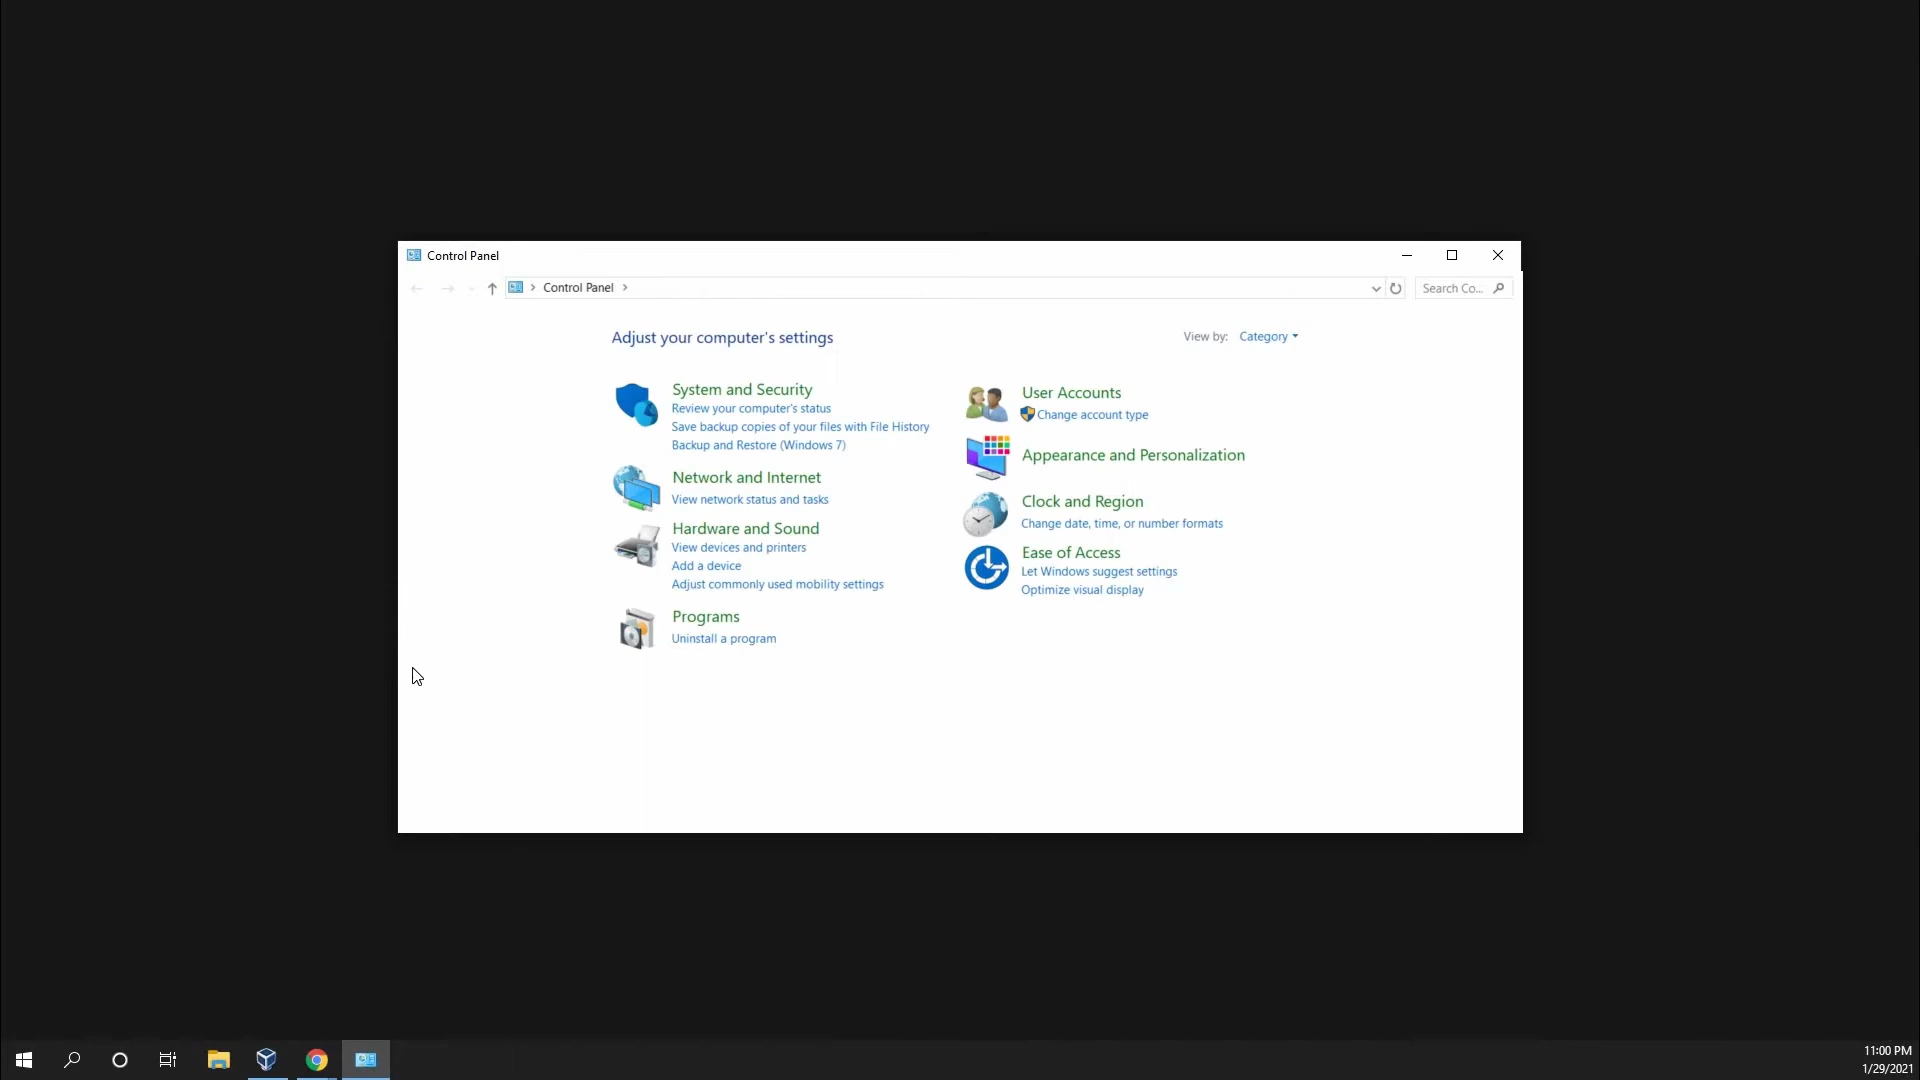 Control Panel
Control Panel
Search Co...
Adjust your computer's settings
View by: Category
System and Security
Review your computer's status
Save backup copies of your files with File History
Backup and Restore (Windows 7)
Network and Internet
View network status and tasks
Hardware and Sound
View devices and printers
Add a device
Adjust commonly used mobility settings
Programs
Uninstall a program
User Accounts
Change account type
Appearance and Personalization
Clock and Region
Change date, time, or number formats
Ease of Access
Let Windows suggest settings
Optimize visual display
11:00 PM
1/29/2021